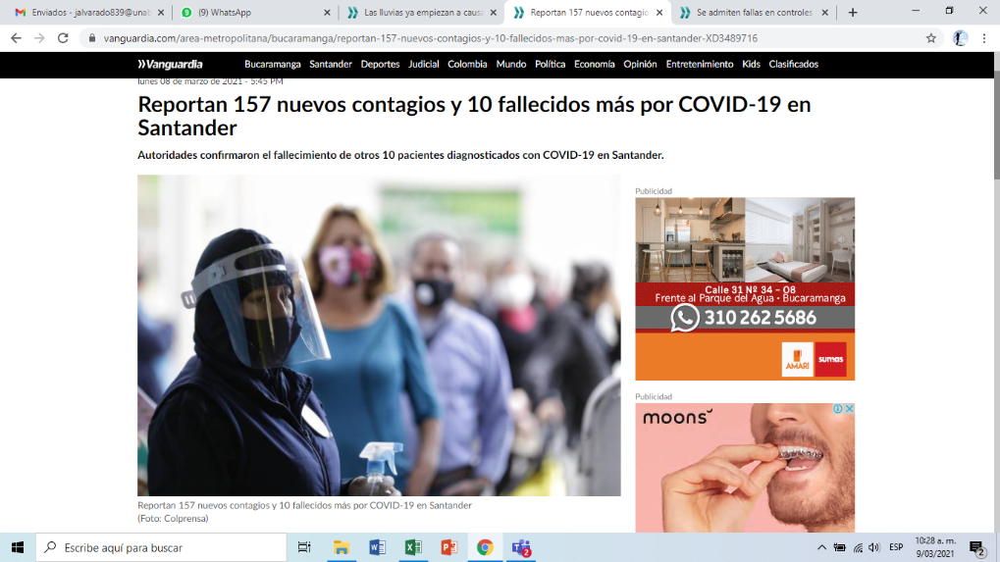 Enviados - jalvarado839@unab
(9) WhatsApp
Las lluvias ya empiezan a causa
Reportan 157 nuevos contagio
Se admiten fallas en controles
vanguardia.com/area-metropolitana/bucaramanga/reportan-157-nuevos-contagios-y-10-fallecidos-mas-por-covid-19-en-santander-XD3489716
Vanguardia Bucaramanga Santander Deportes Judicial Colombia Mundo Política Economía Opinión Entretenimiento Kids Clasificados
lunes 08 de marzo de 2021 - 5:45 PM
Reportan 157 nuevos contagios y 10 fallecidos más por COVID-19 en
Santander
Autoridades confirmaron el fallecimiento de otros 10 pacientes diagnosticados con COVID-19 en Santander.
Publicidad
Calle 31 Nº 34 - 08
Frente al Parque del Agua • Bucaramanga
310 262 5686
AMARÍ
sumas
Publicidad
moons
Reportan 157 nuevos contagios y 10 fallecidos más por COVID-19 en Santander
(Foto: Colprensa)
Escribe aquí para buscar
ESP
10:28 a. m.
9/03/2021
2
2